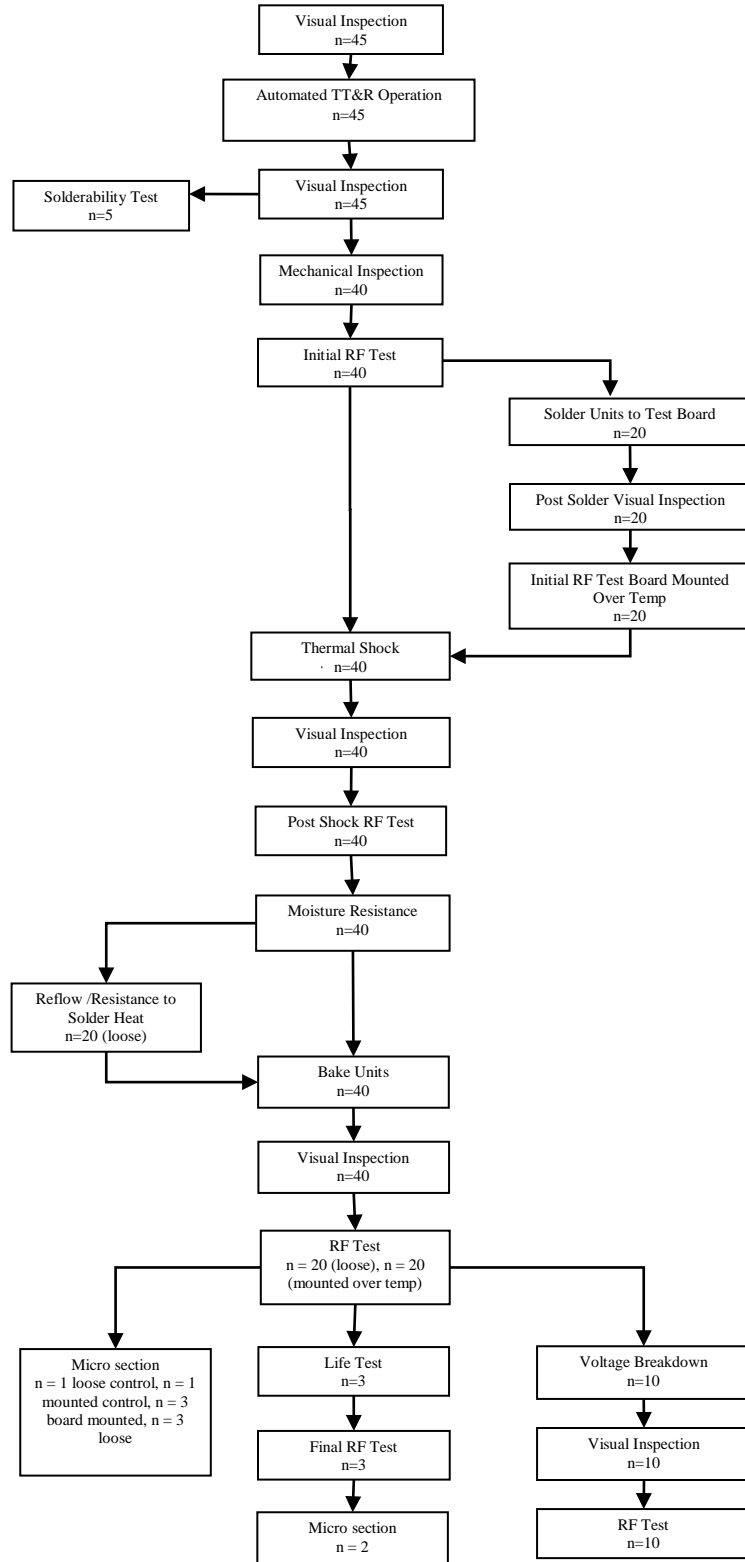 Visual Inspection
n=45
Automated TT&R Operation
n=45
Visual Inspection
n=45
Solderability Test
n=5
Mechanical Inspection
n=40
Initial RF Test
n=40
Solder Units to Test Board
n=20
Post Solder Visual Inspection
n=20
Initial RF Test Board Mounted
Over Temp
n=20
Thermal Shock
· n=40
Visual Inspection
n=40
Post Shock RF Test
n=40
Moisture Resistance
n=40
Reflow /Resistance to
Solder Heat
n=20 (loose)
Bake Units
n=40
Visual Inspection
n=40
RF Test
n = 20 (loose), n = 20
(mounted over temp)
Micro section
n = 1 loose control, n = 1
mounted control, n = 3
board mounted, n = 3
loose
Life Test
n=3
Final RF Test
n=3
Micro section
n = 2
Voltage Breakdown
n=10
Visual Inspection
n=10
RF Test
n=10